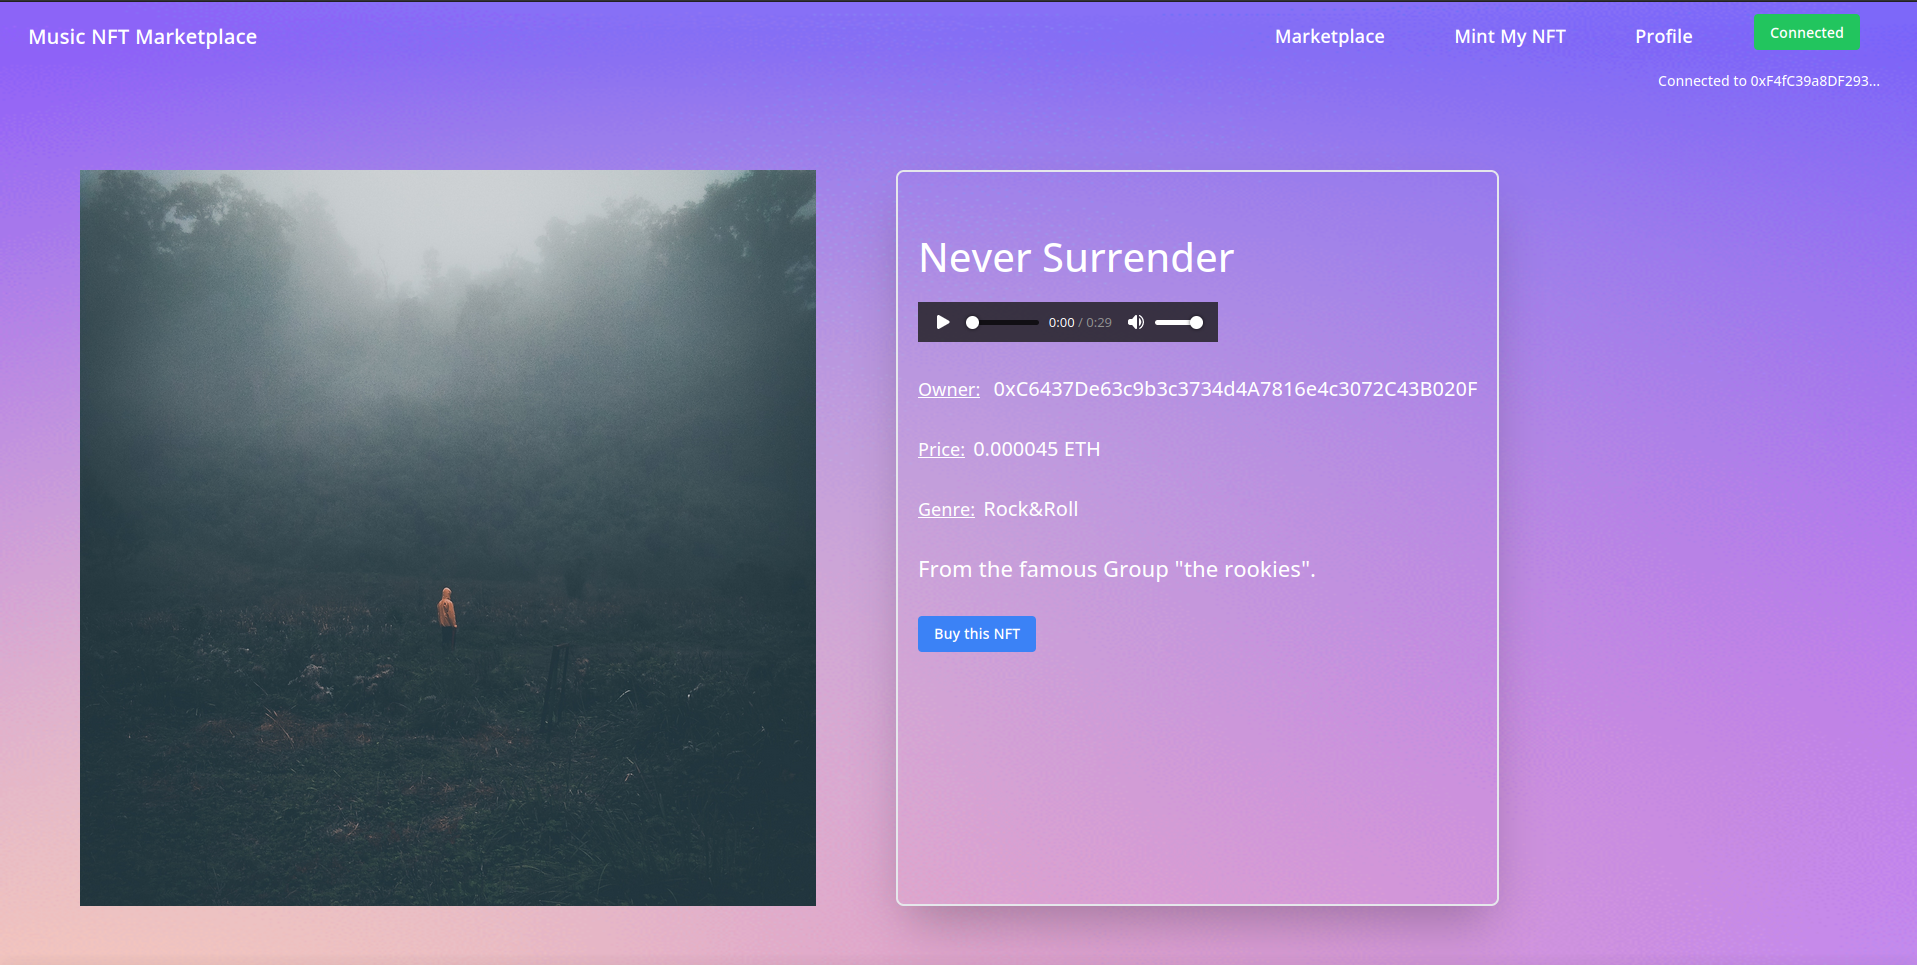 Music NFT Marketplace
Marketplace
Mint My NFT
Profile
Connected
Connected to 0xF4fC39a8DF293...
Never Surrender
0:00 / 0:29
Owner: 0xC6437De63c9b3c3734d4A7816e4c3072C43B020F
Price: 0.000045 ETH
Genre: Rock&Roll
From the famous Group "the rookies".
Buy this NFT